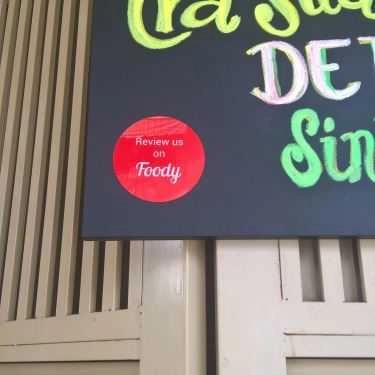 DE
Sin
Review us
on
Foody